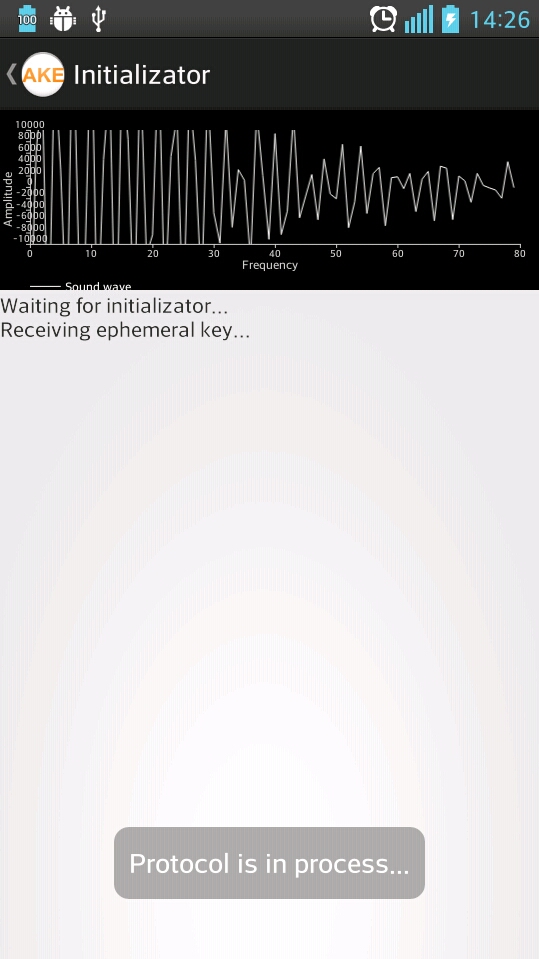 100 14:26
AKE Initializator
10000
8000
6000
4000
2000
0
-2000
-4000
-6000
-8000
-10000
Amplitude
0 10 20 30 40 50 60 70 80
Frequency
Sound wave
Waiting for initializator...
Receiving ephemeral key...
Protocol is in process...